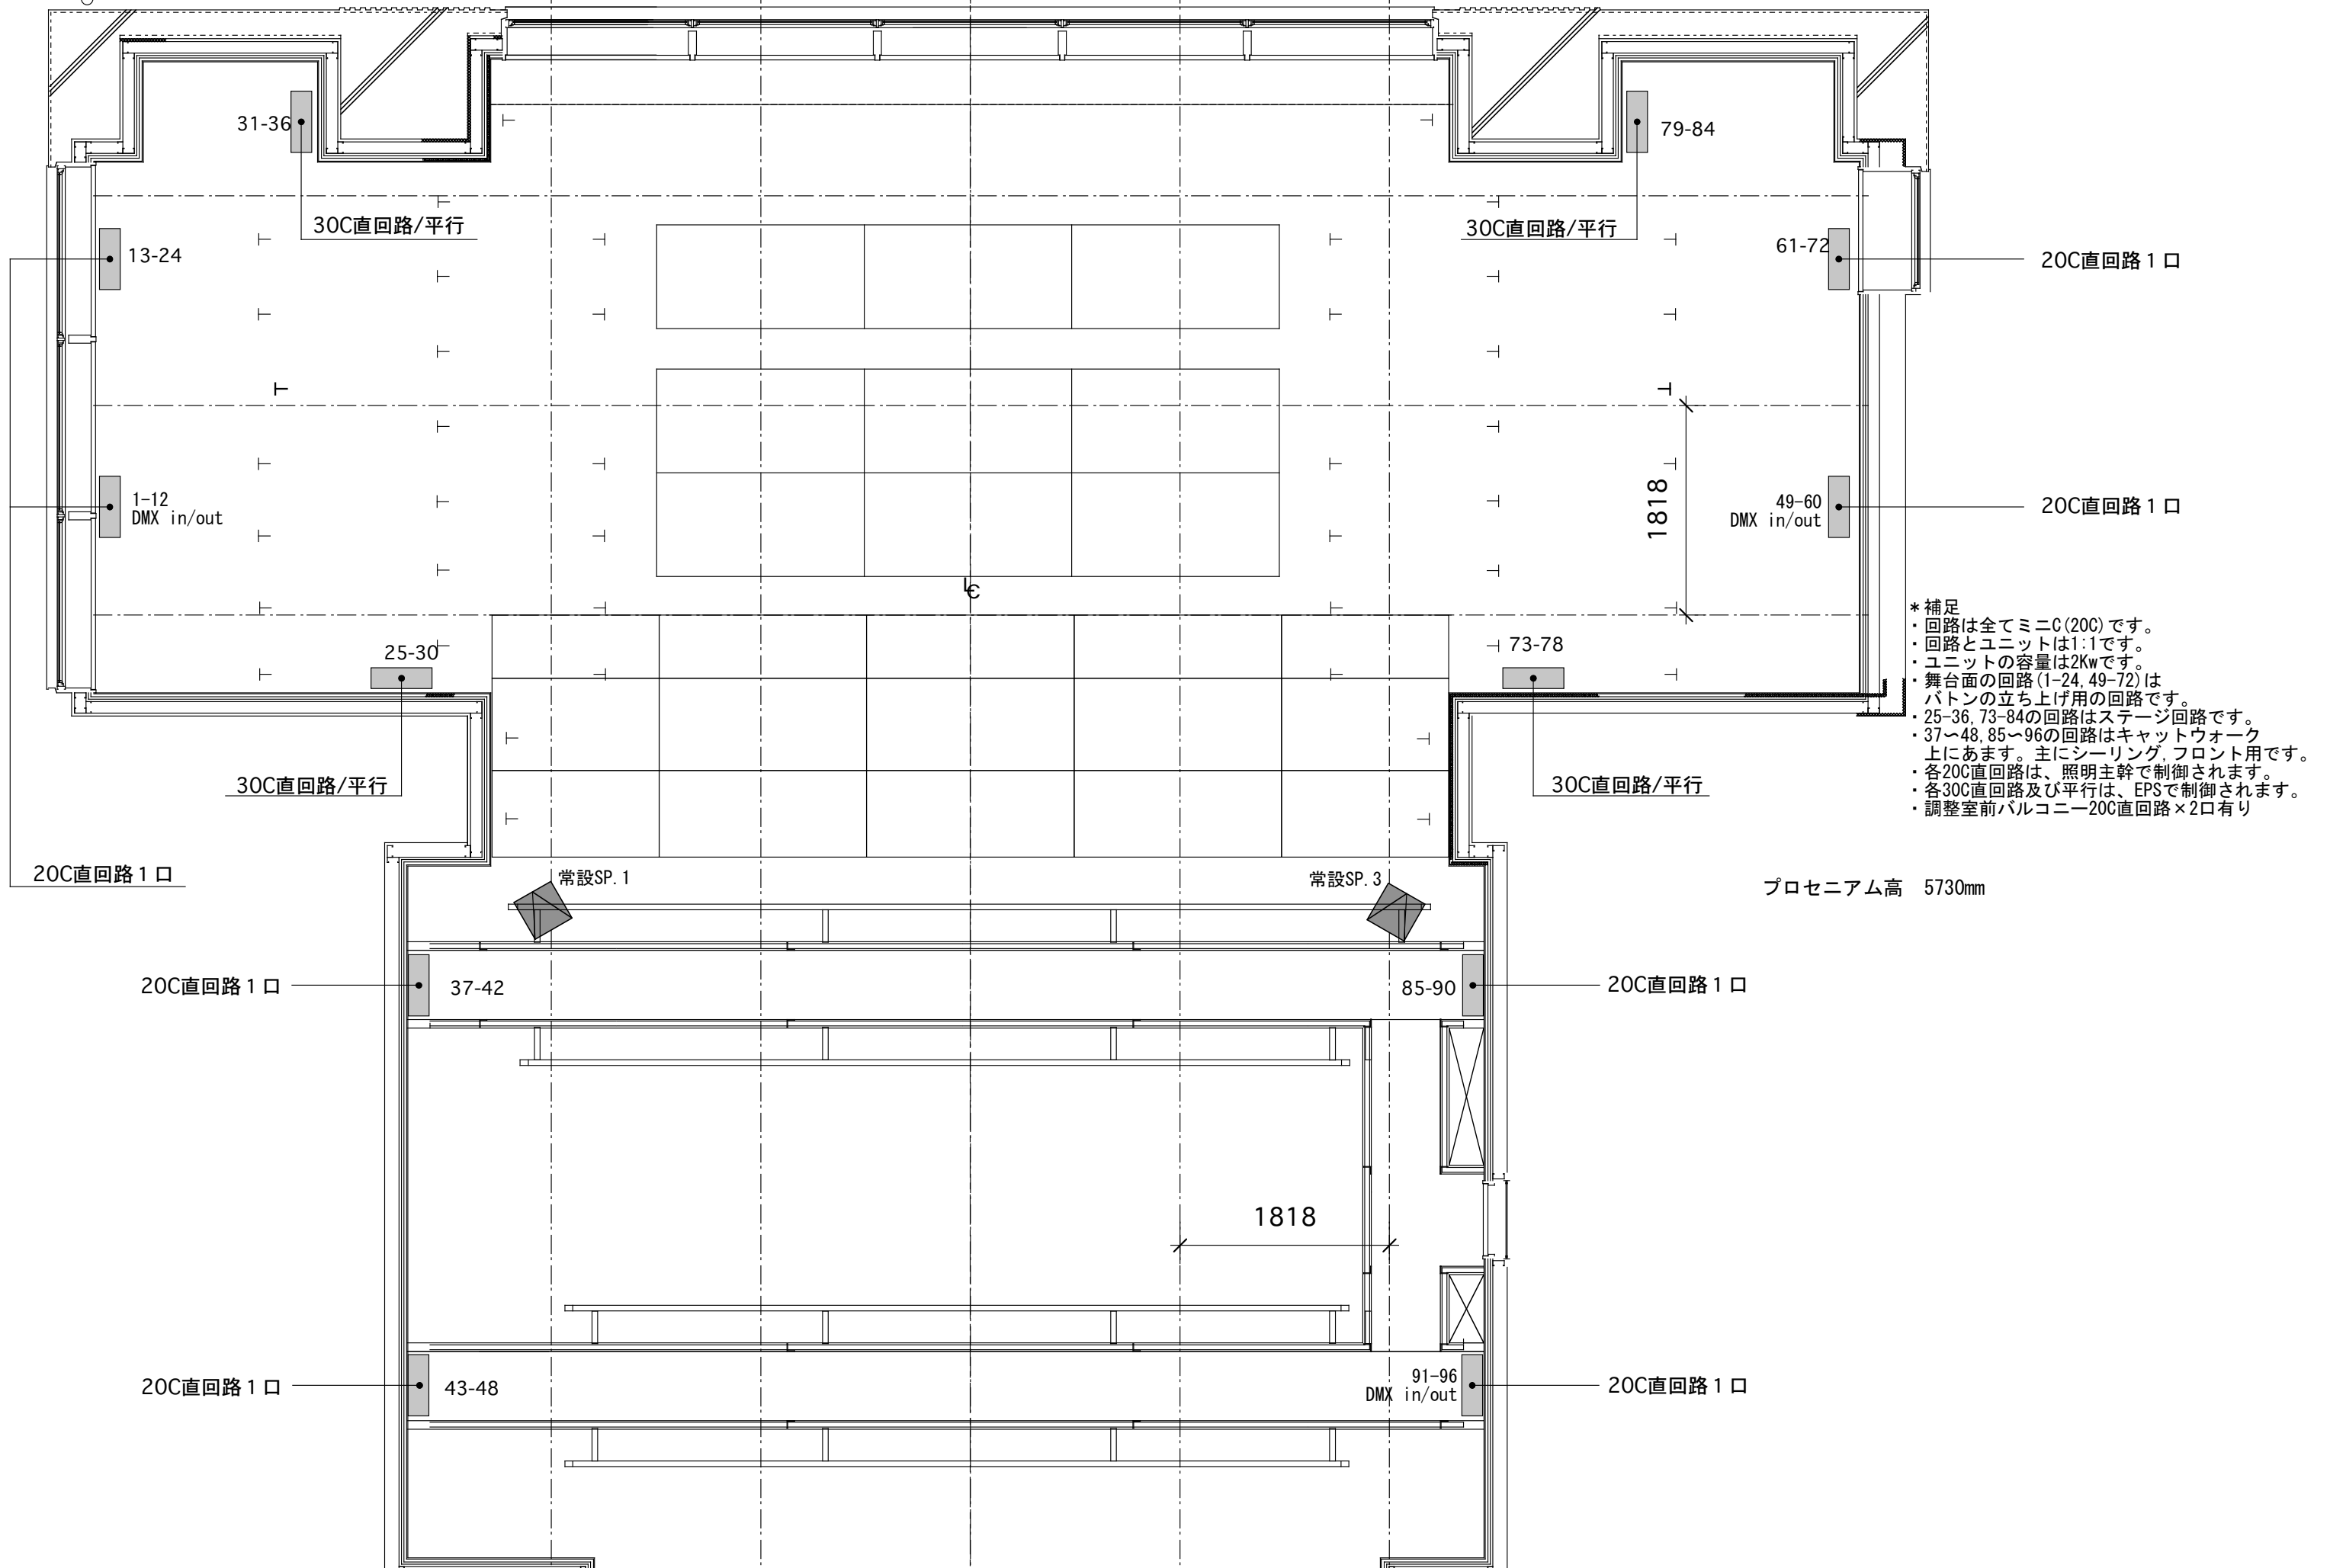 31-36
79-84
30C直回路/平行
30C直回路/平行
13-24
61-72
20C直回路１口
1818
1-12
DMX in/out
49-60
DMX in/out
20C直回路１口
25-30
73-78
＊補足
・回路は全てミニC(20C)です。
・回路とユニットは1:1です。
・ユニットの容量は2Kwです。
・舞台面の回路(1-24,49-72)は
バトンの立ち上げ用の回路です。
・25-36,73-84の回路はステージ回路です。
・37〜48,85〜96の回路はキャットウォーク
上にあます。主にシーリング,フロント用です。
・各20C直回路は、照明主幹で制御されます。
・各30C直回路及び平行は、EPSで制御されます。
・調整室前バルコニー20C直回路×2口有り
30C直回路/平行
30C直回路/平行
20C直回路１口
常設SP.1
常設SP.3
プロセニアム高　5730mm
20C直回路１口
37-42
85-90
20C直回路１口
1818
20C直回路１口
43-48
91-96
DMX in/out
20C直回路１口